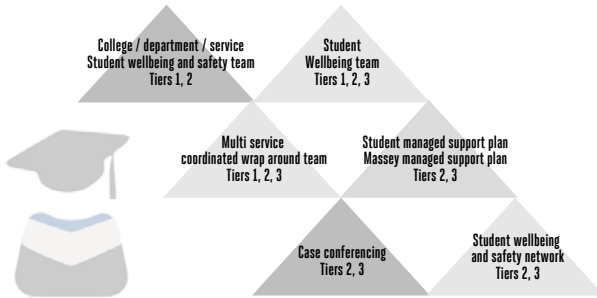 College / department / service
Student wellbeing and safety team
Tiers 1, 2
Student
Wellbeing team
Tiers 1, 2, 3
Multi service
coordinated wrap around team
Tiers 1, 2, 3
Student managed support plan
Massey managed support plan
Tiers 2, 3
Case conferencing
Tiers 2, 3
Student wellbeing
and safety network
Tiers 2, 3